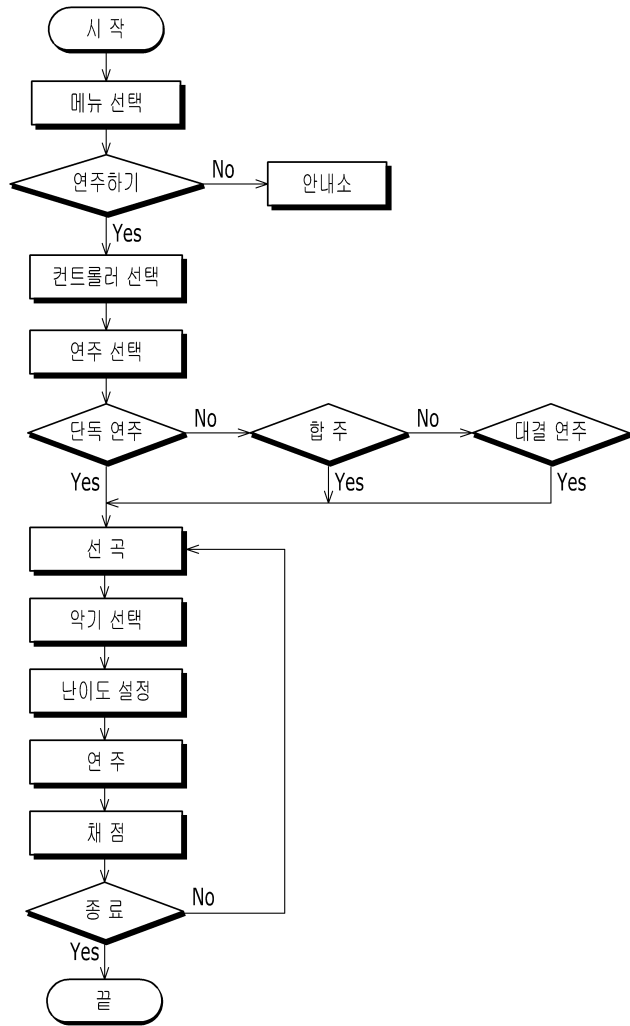 시 작
메뉴 선택
연주하기
No
안내소
Yes
컨트롤러 선택
연주 선택
단독 연주
No
합 주
No
대결 연주
Yes
Yes
Yes
선 곡
악기 선택
난이도 설정
연 주
채 점
종 료
No
Yes
끝